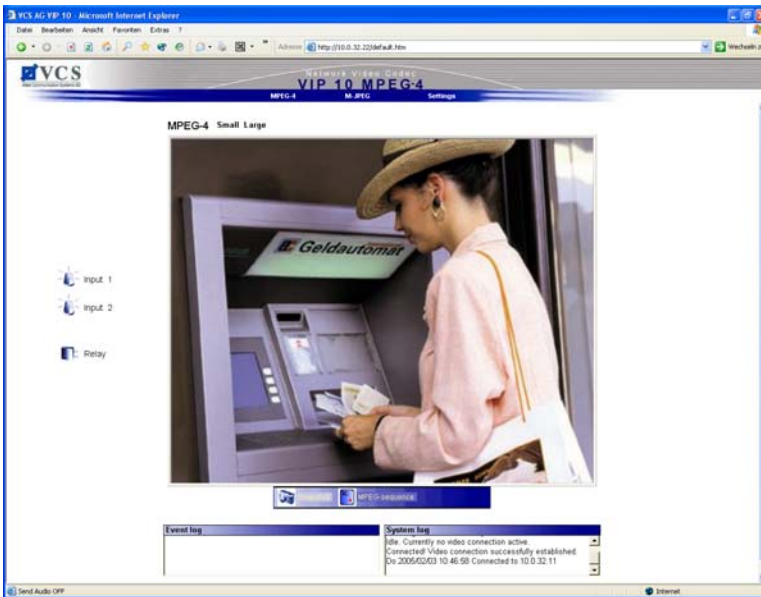 VCS AG VIP 10 - Microsoft Internet Explorer
Datei Bearbeiten Ansicht Favoriten Extras ?
Adresse http://10.0.32.22/default.htm
VCS
Network Video Codec
VIP 10 MPEG-4
MPEG-4 M-JPEG Settings
MPEG-4 Small Large
Geldautomat
Input 1
Input 2
Relay
MPEG-sequence
Event log
System log
Idle. Currently no video connection active.
Connected! Video connection successfully established.
Do 2005/02/03 10:46:58 Connected to 10.0.32.11
Send Audio OFF
Internet